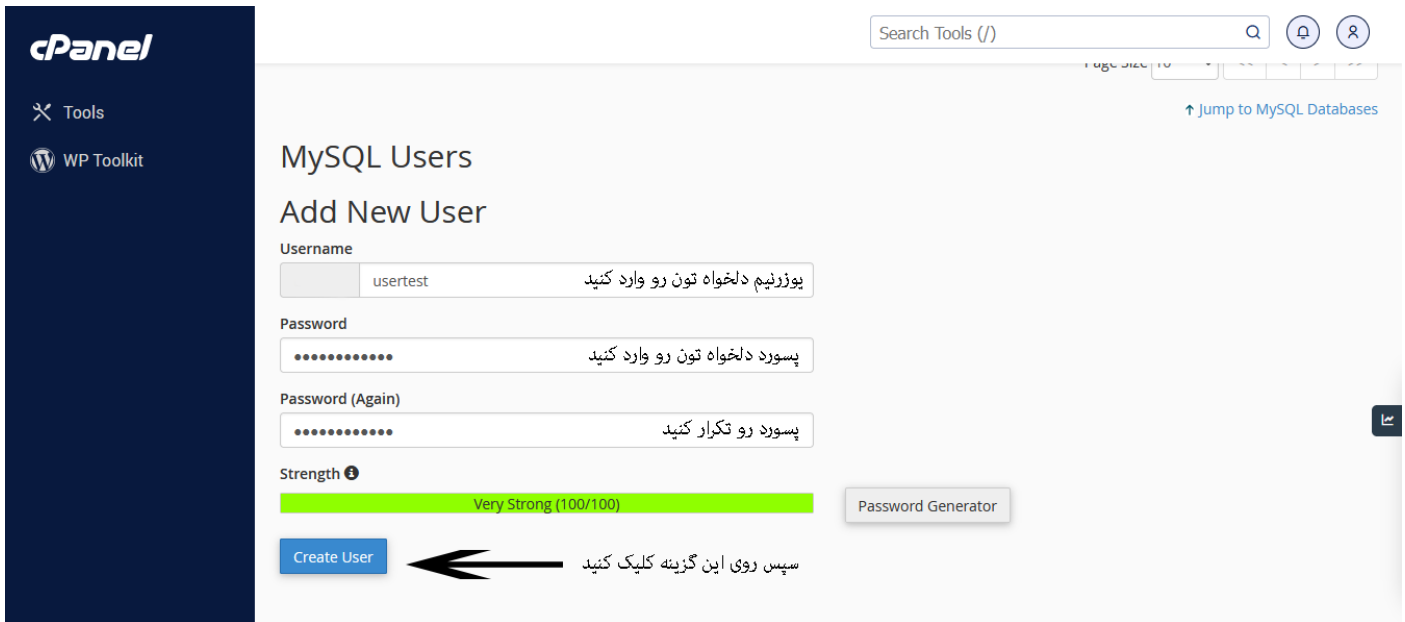 cPanel
Search Tools (/)
Tools
WP Toolkit
Page Size 10
Jump to MySQL Databases
MySQL Users
Add New User
Username
usertest یوزرنیم دلخواه تون رو وارد کنید
Password
•••••••••••• پسورد دلخواه تون رو وارد کنید
Password (Again)
•••••••••••• پسورد رو تکرار کنید
Strength
Very Strong (100/100)
Password Generator
Create User
سپس روی این گزینه کلیک کنید